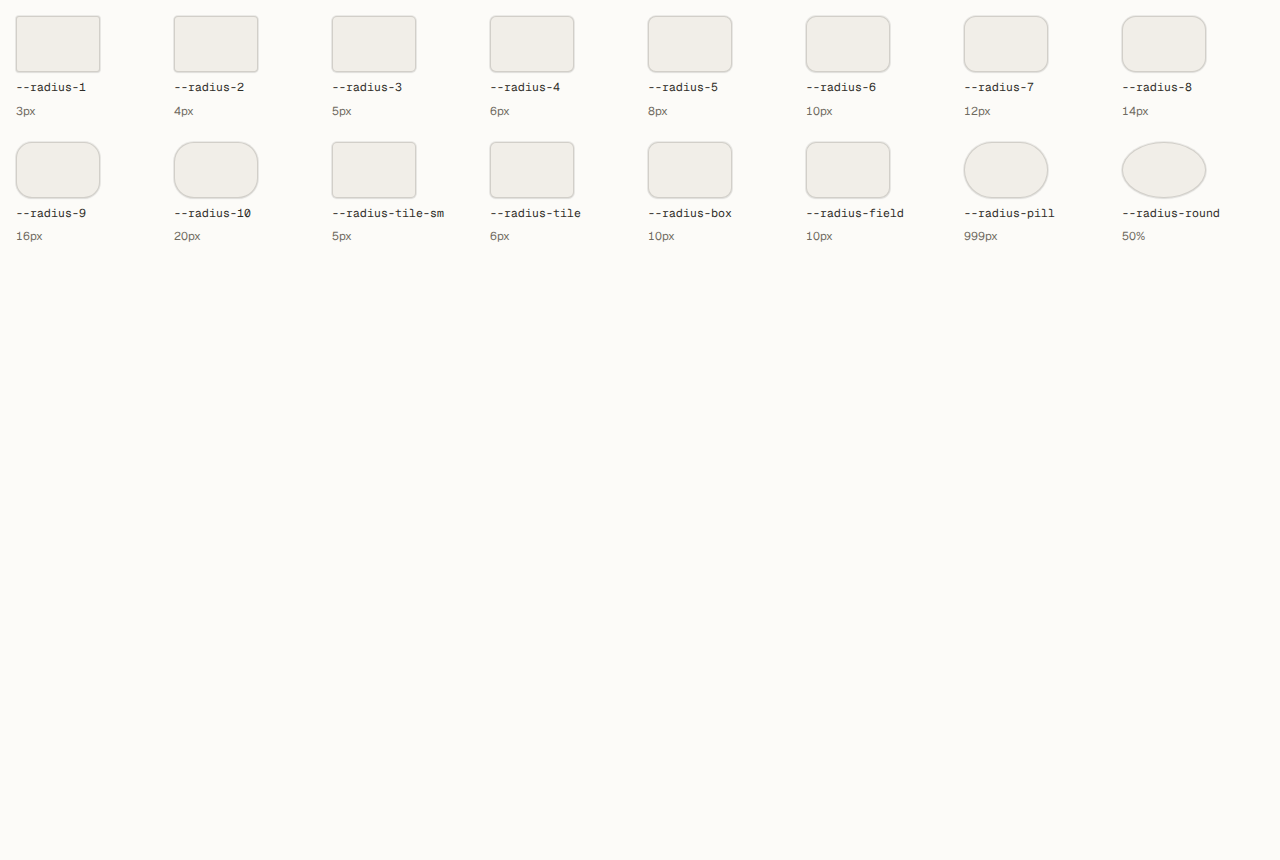 --radius-1 --radius-2 --radius-3 --radius-4 --radius-5 --radius-6 --radius-7 --radius-8
3px 4px 5px 6px 8px 10px 12px 14px
--radius-9 --radius-10 --radius-tile-sm --radius-tile --radius-box --radius-field --radius-pill --radius-round
16px 20px 5px 6px 10px 10px 999px 50%